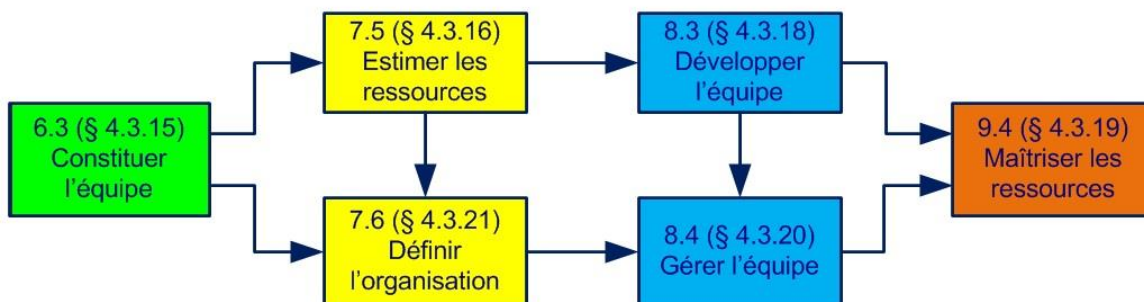 7.5 (§ 4.3.16)
Estimer les
ressources
8.3 (§ 4.3.18)
Développer
l’équipe
6.3 (§ 4.3.15)
Constituer
l’équipe
9.4 (§ 4.3.19)
Maîtriser les
ressources
7.6 (§ 4.3.21)
Définir
l’organisation
8.4 (§ 4.3.20)
Gérer l’équipe